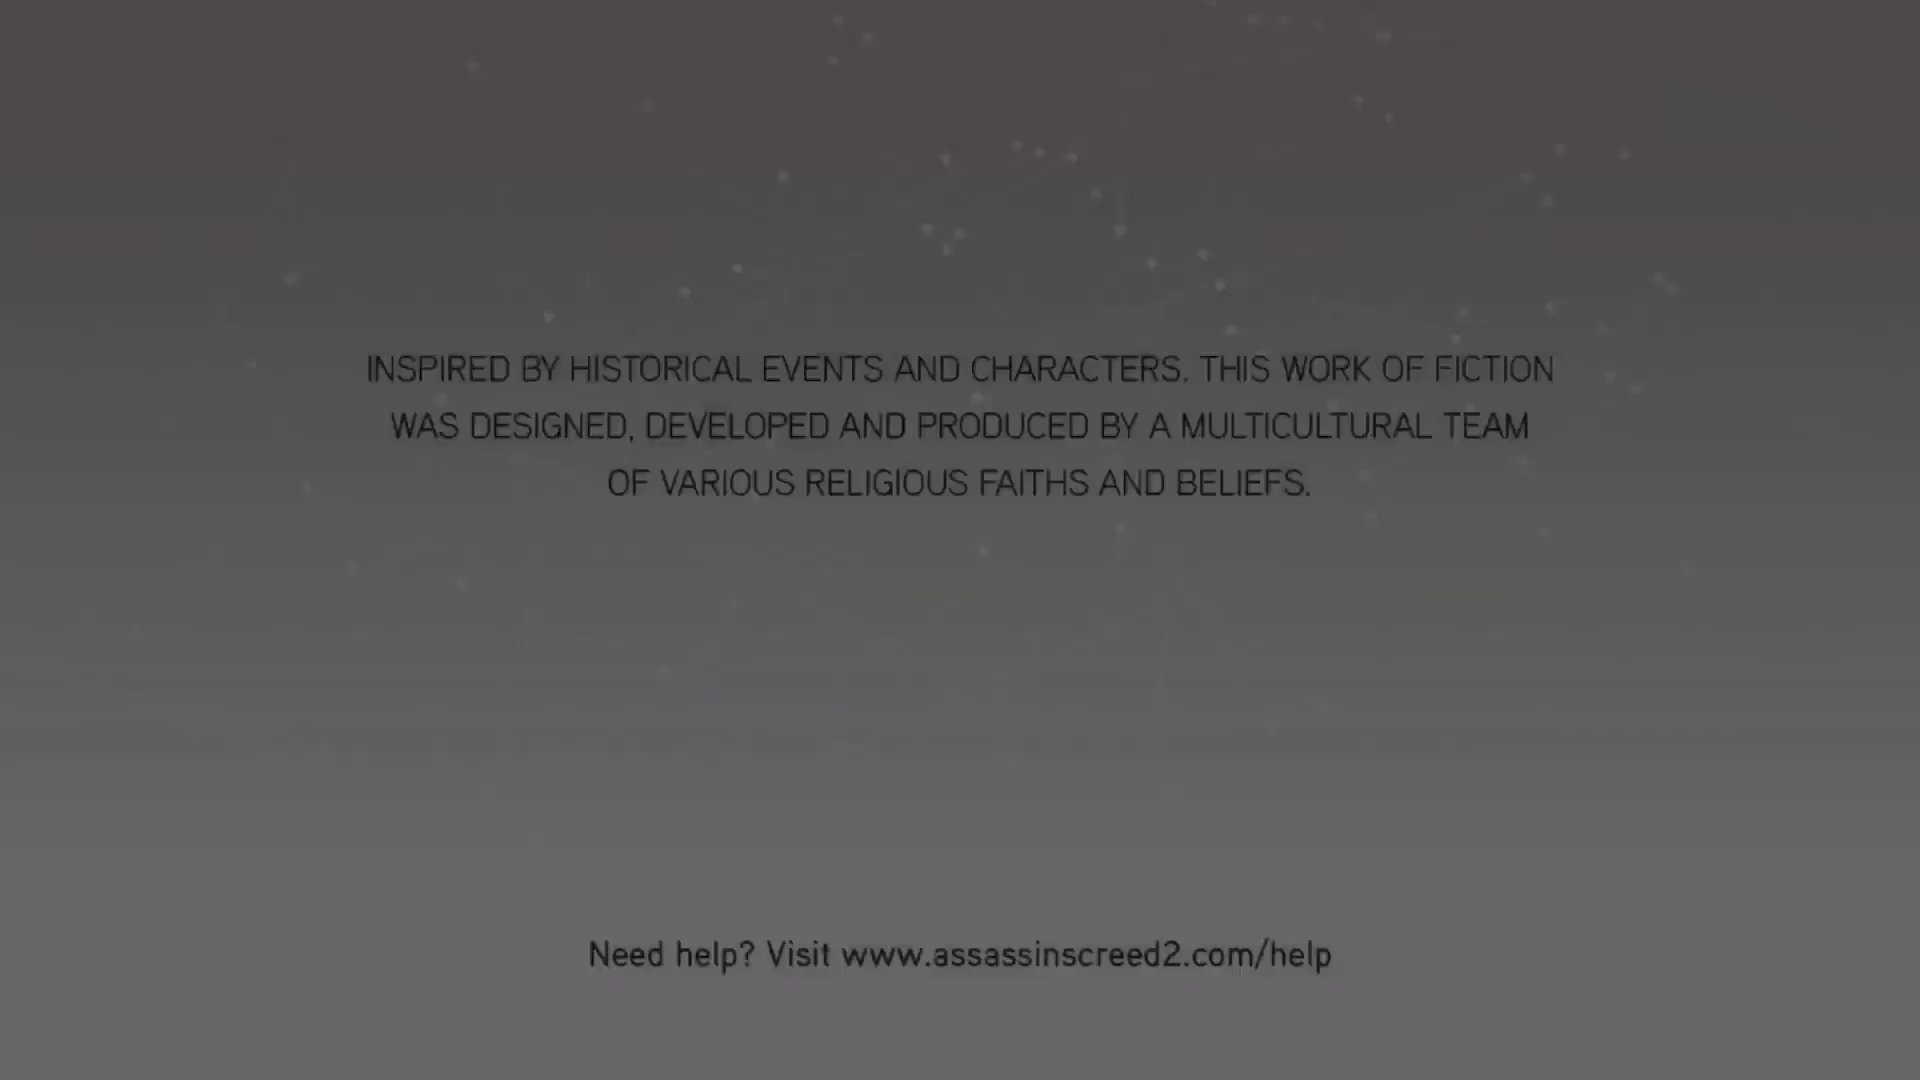 INSPIRED BY HISTORICAL EVENTS AND CHARACTERS. THIS WORK OF FICTION
WAS DESIGNED, DEVELOPED AND PRODUCED BY A MULTICULTURAL TEAM
OF VARIOUS RELIGIOUS FAITHS AND BELIEFS.
Need help? Visit www.assassinscreed2.com/help